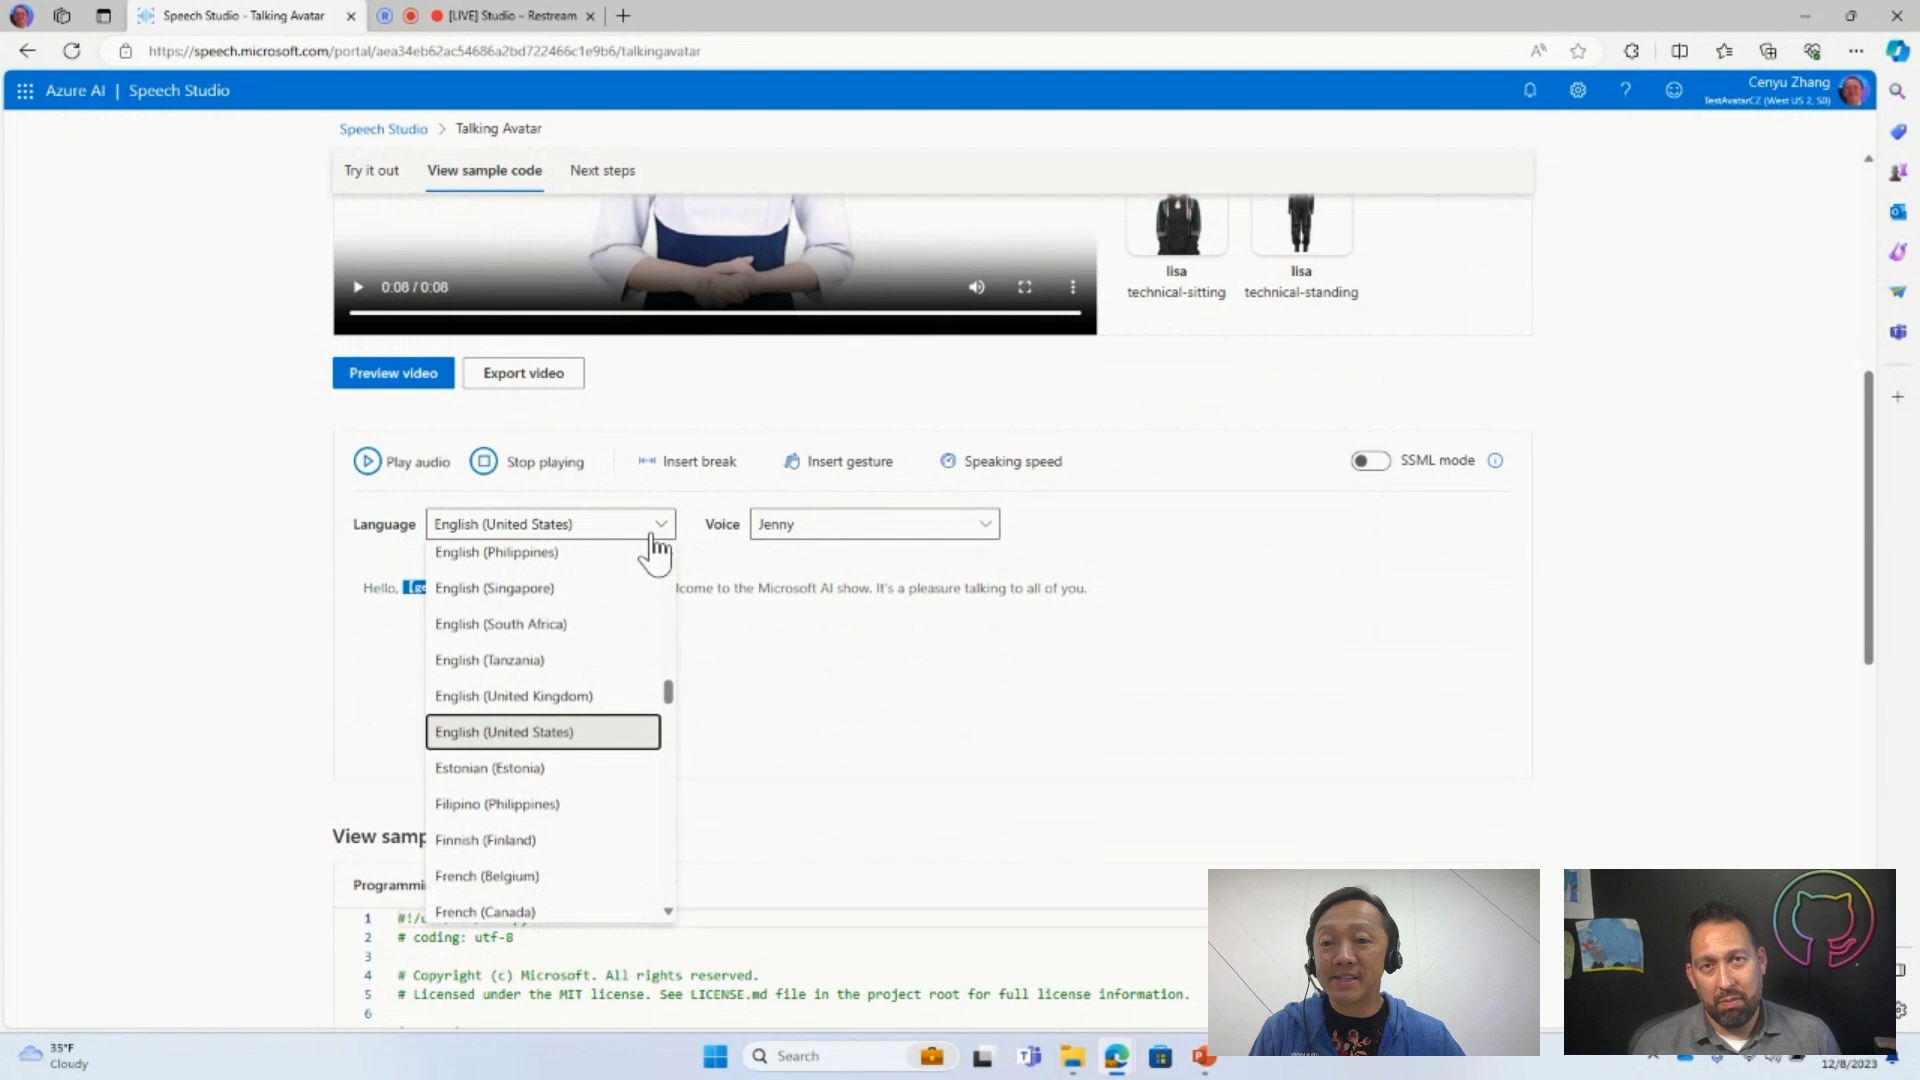 Speech Studio - Talking Avatar
[LIVE] Studio – Restream
https://speech.microsoft.com/portal/aea34eb62ac54686a2bd722466c1e9b6/talkingavatar
Azure AI | Speech Studio
Cenyu Zhang
TestAvatarCZ (West US 2, S0)
Speech Studio > Talking Avatar
Try it out
View sample code
Next steps
0:08 / 0:08
lisa
technical-sitting
lisa
technical-standing
Preview video
Export video
Play audio
Stop playing
Insert break
Insert gesture
Speaking speed
SSML mode
Language
English (United States)
Voice
Jenny
English (Philippines)
Hello,
English (Singapore)
lcome to the Microsoft AI show. It's a pleasure talking to all of you.
English (South Africa)
English (Tanzania)
English (United Kingdom)
English (United States)
Estonian (Estonia)
Filipino (Philippines)
View samp
Finnish (Finland)
French (Belgium)
Programmi
French (Canada)
1 #!/u
2 # coding: utf-8
3
4 # Copyright (c) Microsoft. All rights reserved.
5 # Licensed under the MIT license. See LICENSE.md file in the project root for full license information.
6
35°F
Cloudy
Search
12/8/2023